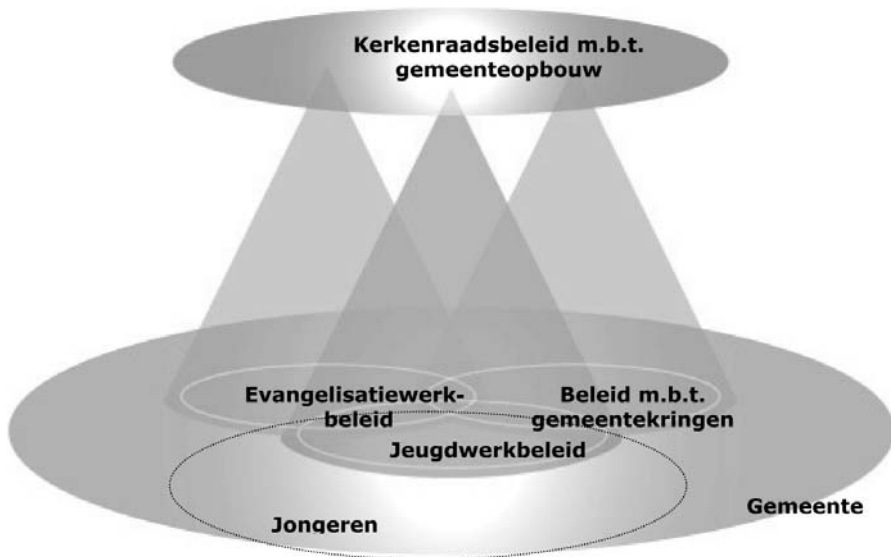 Kerkenraadsbeleid m.b.t.
gemeenteopbouw
Evangelisatiewerk-
beleid
Beleid m.b.t.
gemeentekringen
Jeugdwerkbeleid
Gemeente
Jongeren